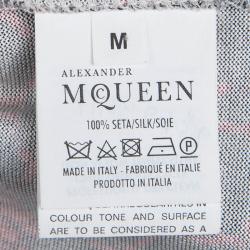 M
ALEXANDER
McQUEEN
100% SETA/SILK/SOIE
MADE IN ITALY - FABRIQUÉ EN ITALIE
PRODOTTO IN ITALIA
COLOUR TONE AND SURFACE
ARE TO BE CONSIDERED AS A